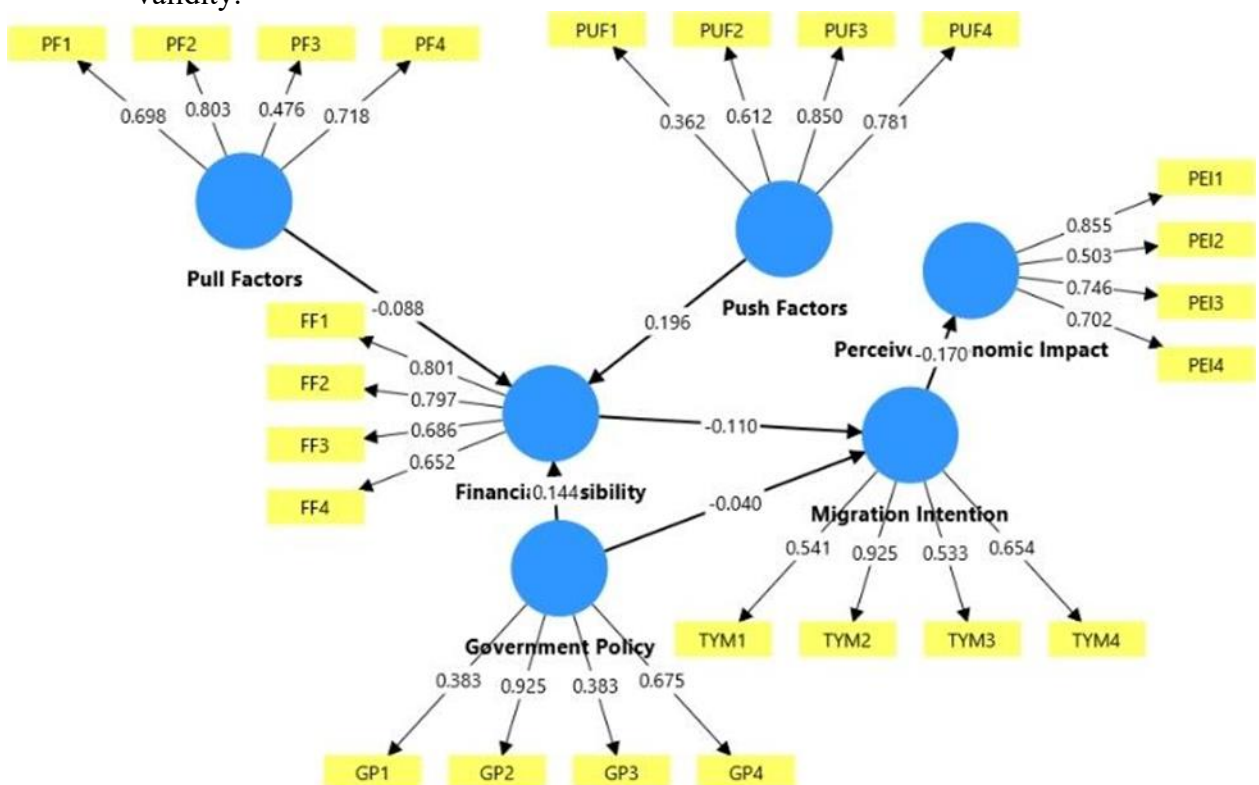 validity.
PF1 PF2 PF3 PF4
PUF1 PUF2 PUF3 PUF4
0.698 0.803 0.476 0.718
0.362 0.612 0.850 0.781
PEI1
0.855
PEI2
0.503
PEI3
0.746
PEI4
0.702
Pull Factors
Push Factors
-0.088
0.196
FF1
0.801
FF2
0.797
FF3
0.686
FF4
0.652
-0.170
Impact
-0.110
0.144
-0.040
Migration Intention
0.541 0.925 0.533 0.654
TYM1 TYM2 TYM3 TYM4
Government Policy
0.383 0.925 0.383 0.675
GP1 GP2 GP3 GP4